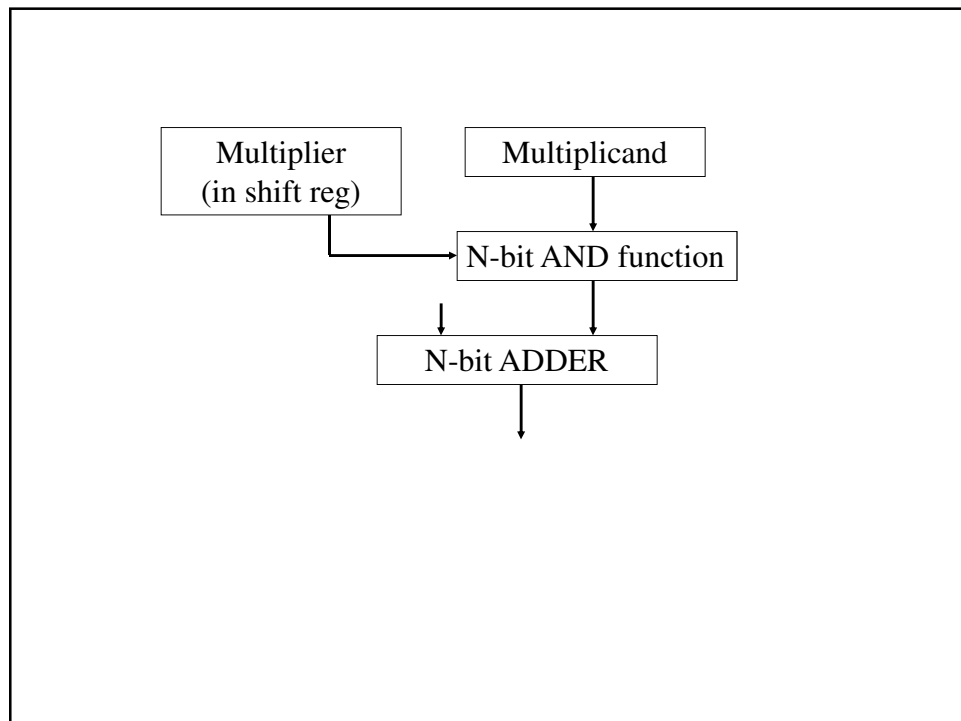 Multiplier
(in shift reg)
Multiplicand
N-bit AND function
N-bit ADDER